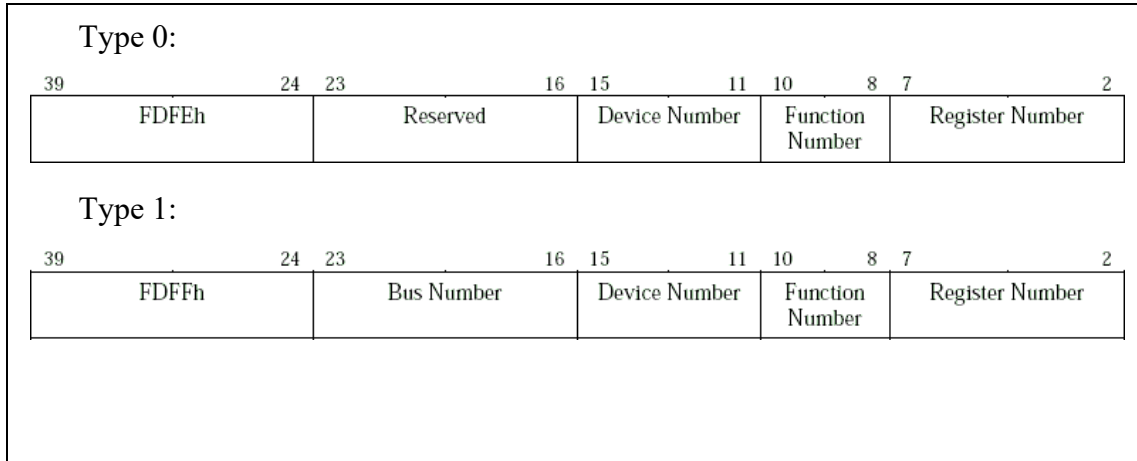 Type 0:
39 24 23 16 15 11 10 8 7 2
FDFEh Reserved Device Number Function Register Number
Number
Type 1:
39 24 23 16 15 11 10 8 7 2
FDFFh Bus Number Device Number Function Register Number
Number